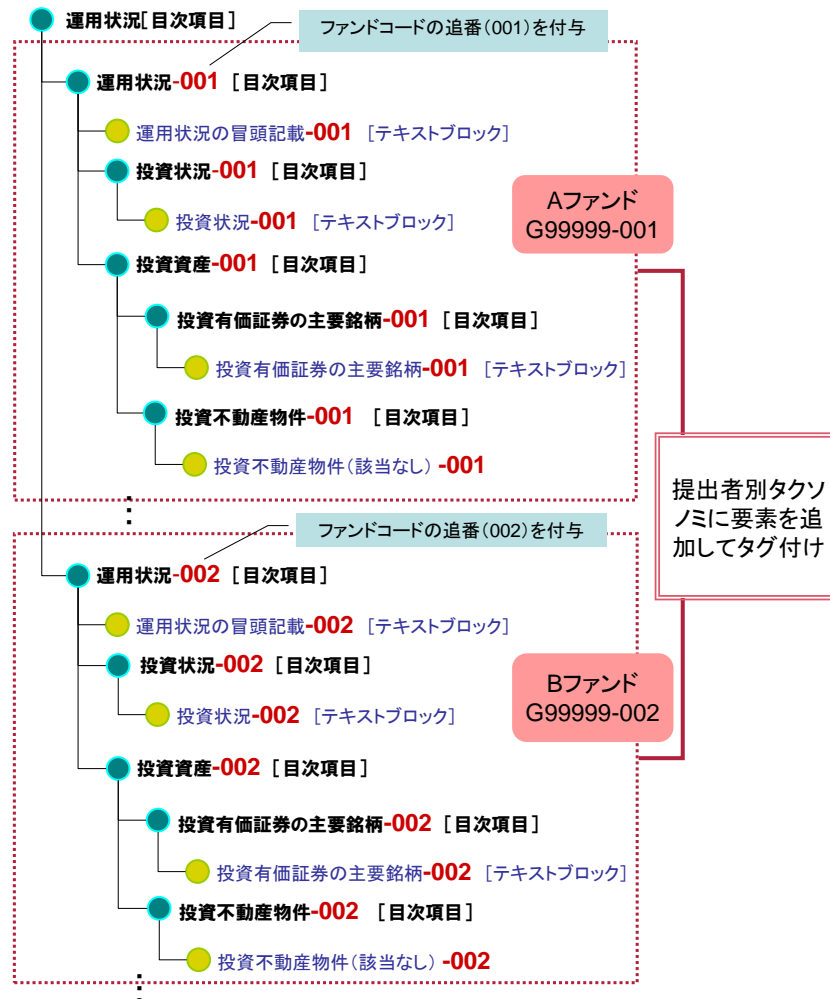 運用状況[目次項目]
ファンドコードの追番(001)を付与
運用状況-001 [目次項目]
運用状況の冒頭記載-001 [テキストブロック]
投資状況-001 [目次項目]
投資状況-001 [テキストブロック]
投資資産-001 [目次項目]
投資有価証券の主要銘柄-001 [目次項目]
投資有価証券の主要銘柄-001 [テキストブロック]
投資不動産物件-001 [目次項目]
投資不動産物件(該当なし) -001
Aファンド
G99999-001
ファンドコードの追番(002)を付与
運用状況-002 [目次項目]
運用状況の冒頭記載-002 [テキストブロック]
投資状況-002 [目次項目]
投資状況-002 [テキストブロック]
投資資産-002 [目次項目]
投資有価証券の主要銘柄-002 [目次項目]
投資有価証券の主要銘柄-002 [テキストブロック]
投資不動産物件-002 [目次項目]
投資不動産物件(該当なし) -002
Bファンド
G99999-002
提出者別タクソ
ノミに要素を追
加してタグ付け